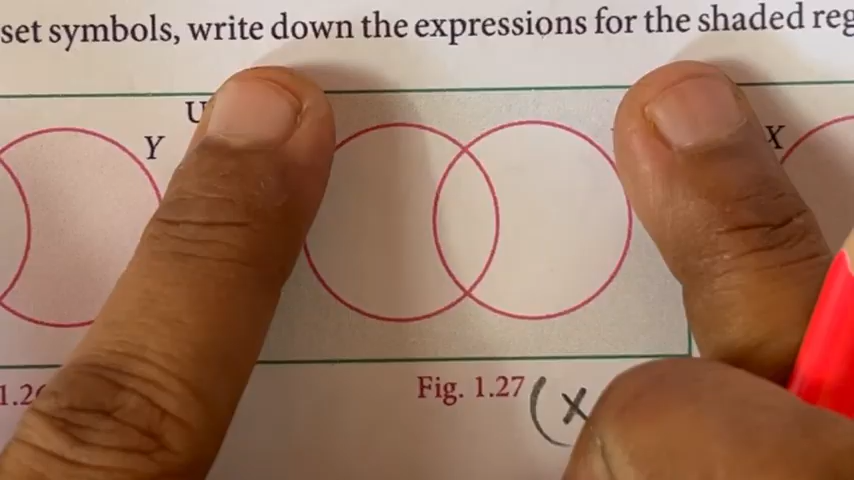 set symbols, write down the expressions for the shaded reg
U
Y
X
Fig. 1.27 (x